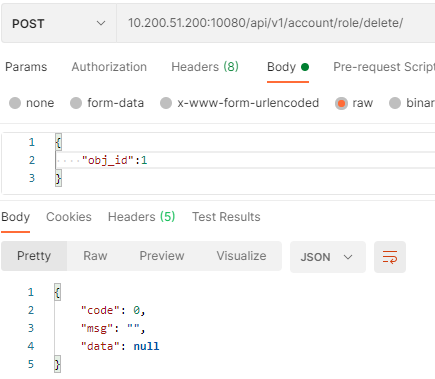 POST 10.200.51.200:10080/api/v1/account/role/delete/
Params Authorization Headers (8) Body Pre-request Script
none form-data x-www-form-urlencoded raw binar
1 {
2 ····"obj_id":1
3 }
Body Cookies Headers (5) Test Results
Pretty Raw Preview Visualize JSON
1 {
2 "code": 0,
3 "msg": "",
4 "data": null
5 }